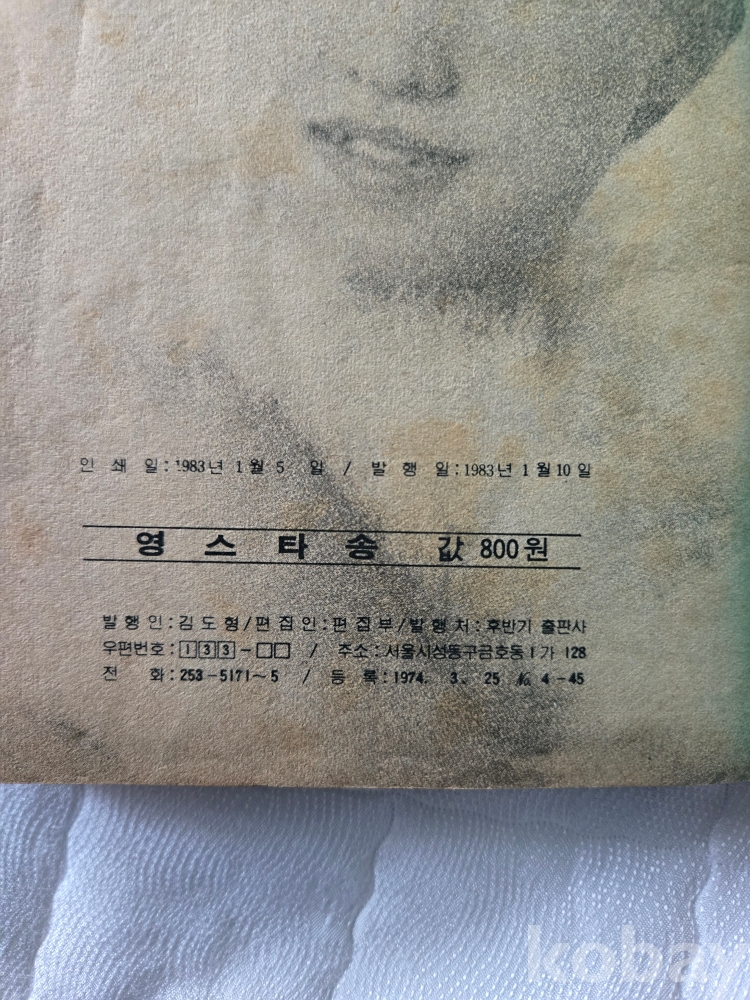 인 쇄 일 : 1983년 1월 5 일 / 발 행 일 : 1983년 1월 10일
영 스 타 송 값 800원
발행인 : 김도형 / 편집인 : 편집부 / 발행처 : 후반기 출판사
우편번호 : 133-□□ / 주소 : 서울시성동구금호동 1가 128
전 화 : 253-5171~5 / 등 록 : 1974. 3. 25 № 4-45
kobay